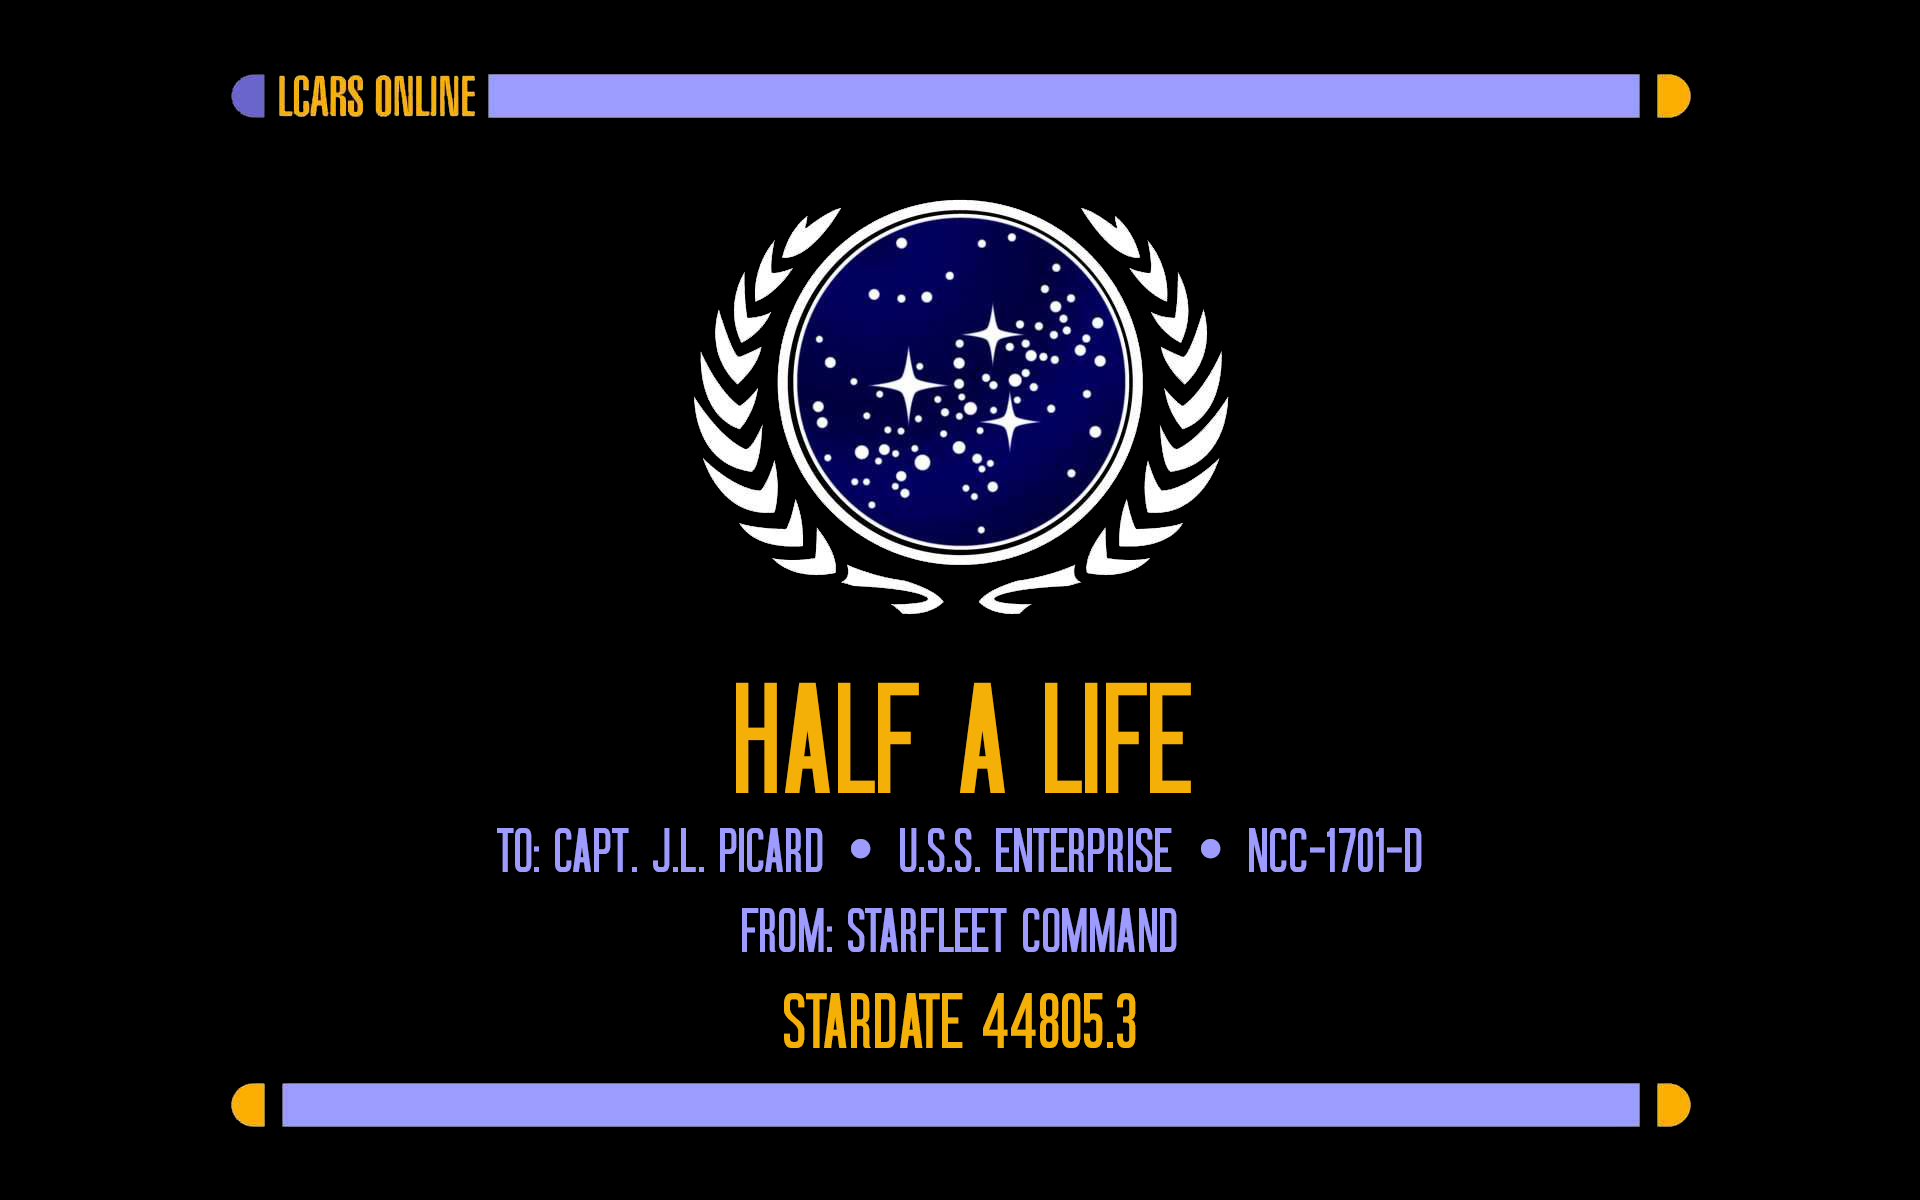 LCARS ONLINE
HALF A LIFE
TO: CAPT. J.L. PICARD • U.S.S. ENTERPRISE • NCC-1701-D
FROM: STARFLEET COMMAND
STARDATE 44805.3